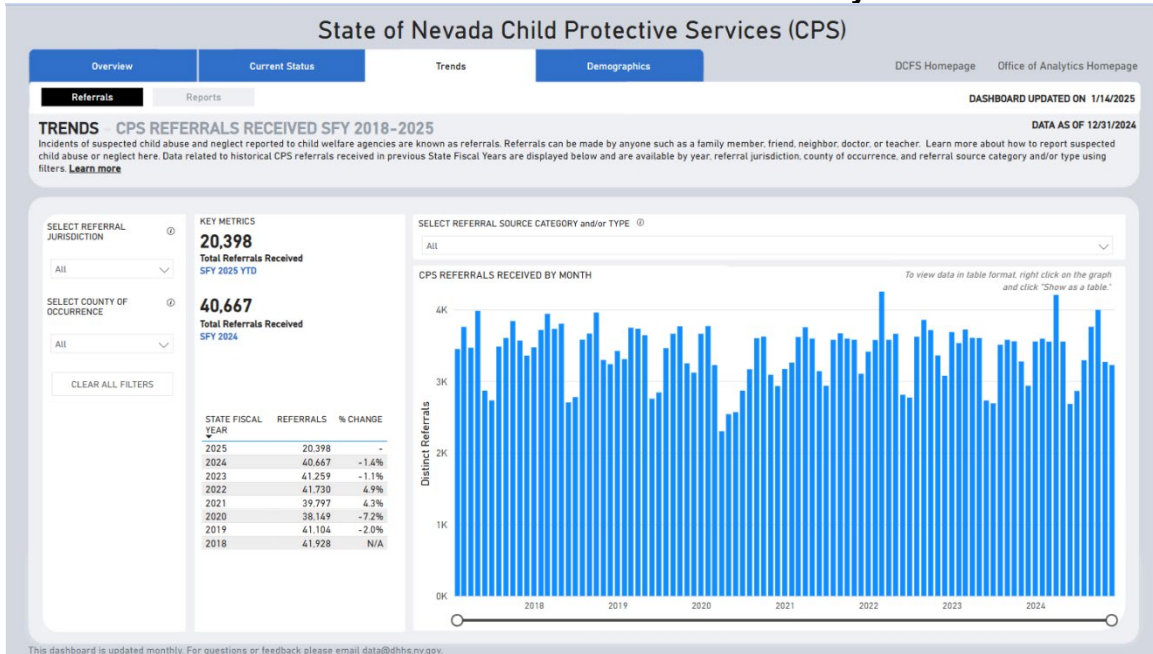 State of Nevada Child Protective Services (CPS)
Overview
Current Status
Trends
Demographics
DCFS Homepage
Office of Analytics Homepage
Referrals
Reports
DASHBOARD UPDATED ON 1/14/2025
TRENDS - CPS REFERRALS RECEIVED SFY 2018-2025
DATA AS OF 12/31/2024
Incidents of suspected child abuse and neglect reported to child welfare agencies are known as referrals. Referrals can be made by anyone such as a family member, friend, neighbor, doctor, or teacher. Learn more about how to report suspected
child abuse or neglect here. Data related to historical CPS referrals received in previous State Fiscal Years are displayed below and are available by year, referral jurisdiction, county of occurrence, and referral source category and/or type using
filters. Learn more
SELECT REFERRAL
JURISDICTION
All
SELECT COUNTY OF
OCCURRENCE
All
CLEAR ALL FILTERS
KEY METRICS
20,398
Total Referrals Received
SFY 2025 YTD
40,667
Total Referrals Received
SFY 2024
STATE FISCAL YEAR REFERRALS % CHANGE
2025 20,398 -
2024 40,667 -1.4%
2023 41,259 -1.1%
2022 41,730 4.9%
2021 39,797 4.3%
2020 38,149 -7.2%
2019 41,104 -2.0%
2018 41,928 N/A
SELECT REFERRAL SOURCE CATEGORY and/or TYPE
All
CPS REFERRALS RECEIVED BY MONTH
To view data in table format, right click on the graph
and click "Show as a table."
Distinct Referrals
4K
3K
2K
1K
0K
2018 2019 2020 2021 2022 2023 2024
This dashboard is updated monthly. For questions or feedback please email data@dhhs.nv.gov.